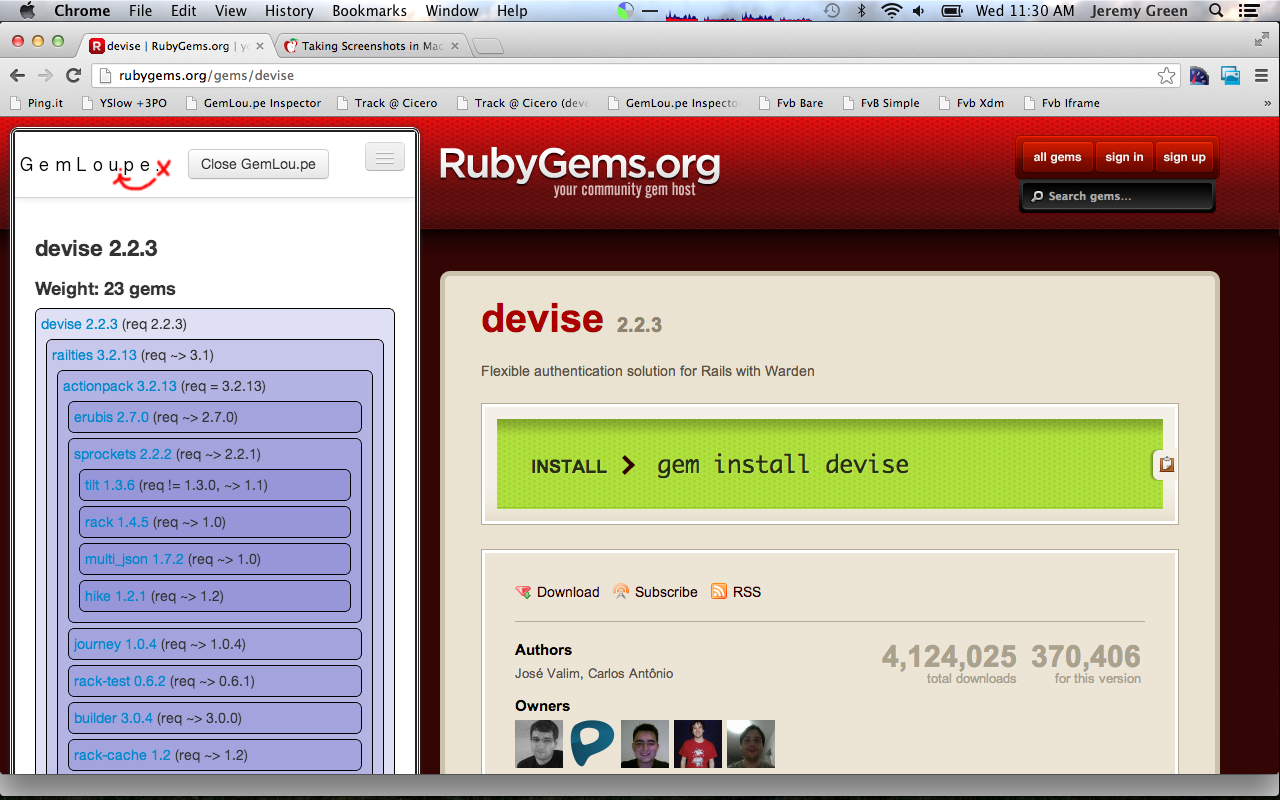 Chrome File Edit View History Bookmarks Window Help Wed 11:30 AM Jeremy Green
devise | RubyGems.org |
Taking Screenshots in Mac
rubygems.org/gems/devise
Ping.it YSlow +3PO GemLou.pe Inspector Track @ Cicero Track @ Cicero (deve GemLou.pe Inspecto Fvb Bare FvB Simple Fvb Xdm Fvb Iframe »
GemLoupe.
Close GemLou.pe
devise 2.2.3
Weight: 23 gems
devise 2.2.3 (req 2.2.3)
railties 3.2.13 (req ~> 3.1)
actionpack 3.2.13 (req = 3.2.13)
erubis 2.7.0 (req ~> 2.7.0)
sprockets 2.2.2 (req ~> 2.2.1)
tilt 1.3.6 (req != 1.3.0, ~> 1.1)
rack 1.4.5 (req ~> 1.0)
multi_json 1.7.2 (req ~> 1.0)
hike 1.2.1 (req ~> 1.2)
journey 1.0.4 (req ~> 1.0.4)
rack-test 0.6.2 (req ~> 0.6.1)
builder 3.0.4 (req ~> 3.0.0)
rack-cache 1.2 (req ~> 1.2)
RubyGems.org
your community gem host
all gems sign in sign up
Search gems...
devise 2.2.3
Flexible authentication solution for Rails with Warden
INSTALL gem install devise
Download Subscribe RSS
Authors
José Valim, Carlos Antônio
4,124,025 370,406
total downloads for this version
Owners